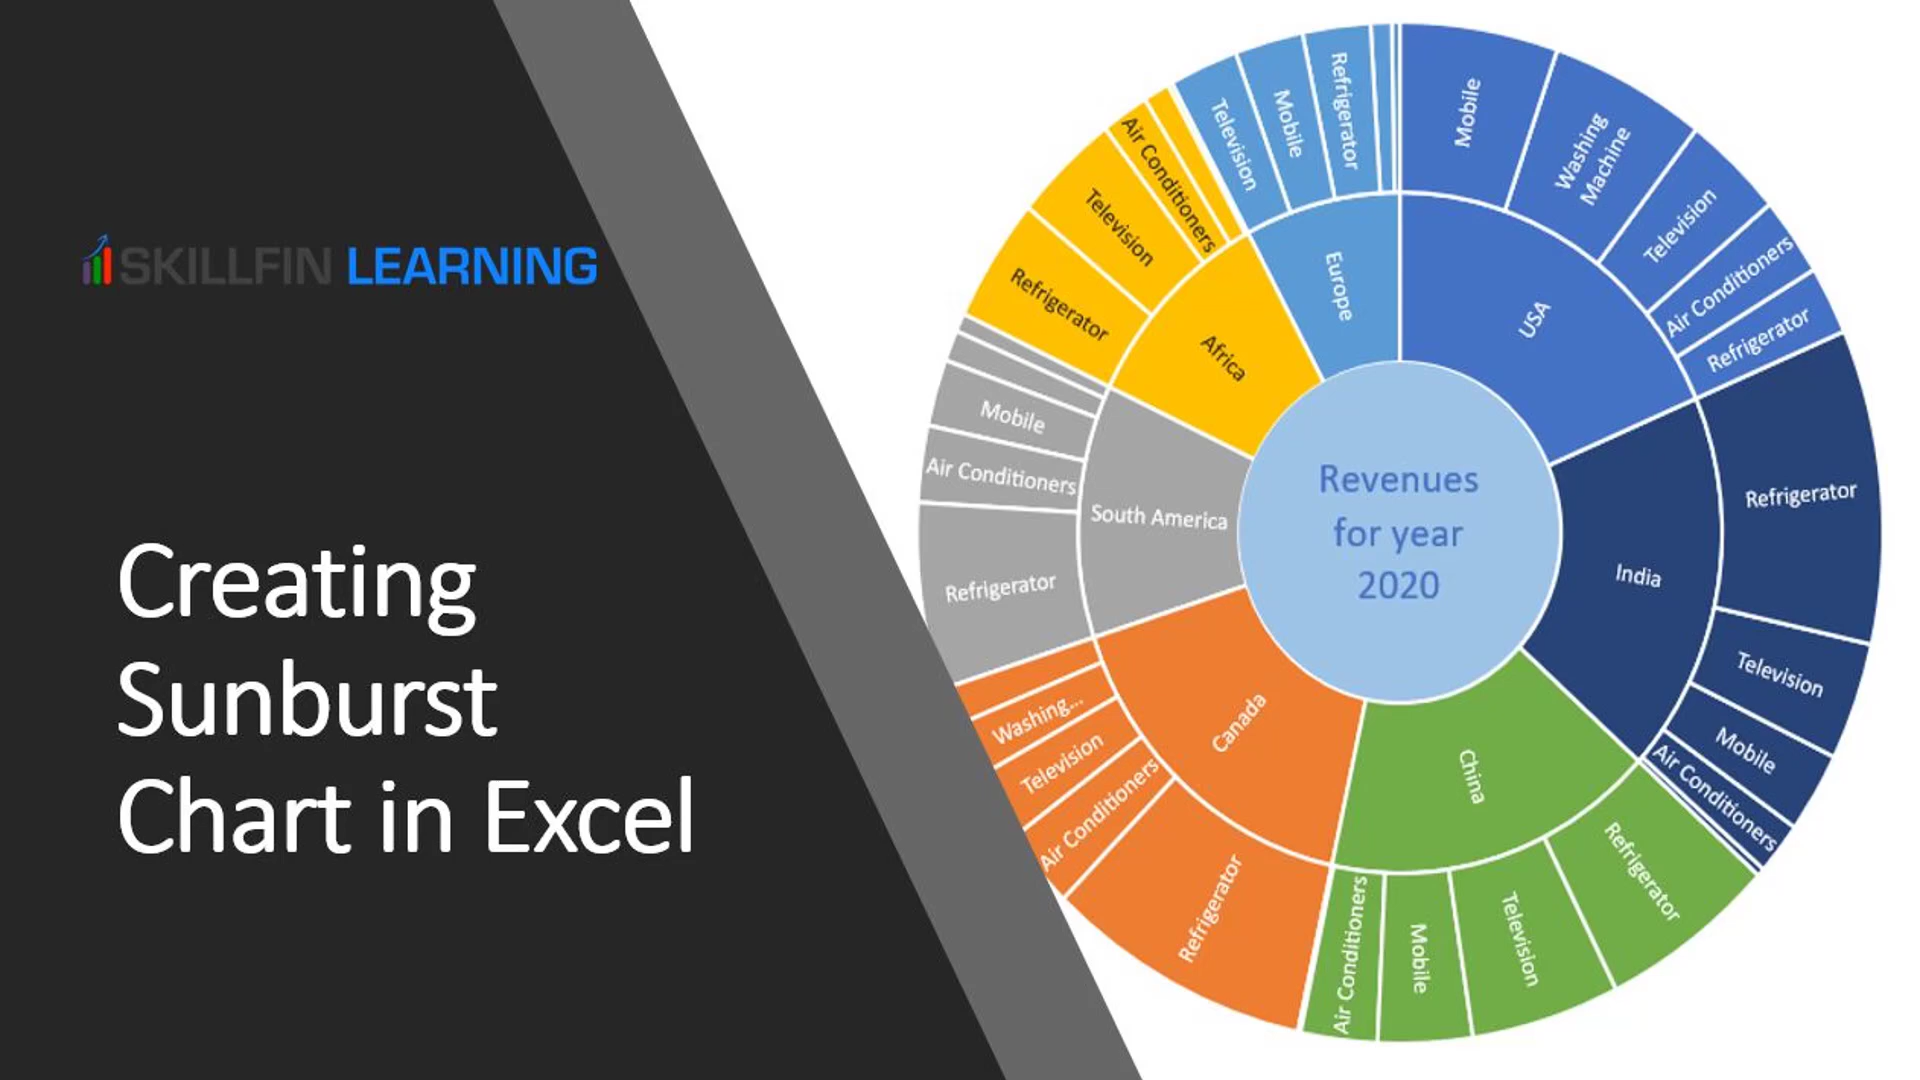 SKILLFIN LEARNING
Creating
Sunburst
Chart in Excel
Revenues
for year
2020
USA
Mobile
Washing
Machine
Television
Air Conditioners
Refrigerator
India
Refrigerator
Television
Mobile
Air Conditioners
China
Refrigerator
Television
Mobile
Air Conditioners
Canada
Refrigerator
Air Conditioners
Television
Washing...
South America
Refrigerator
Air Conditioners
Mobile
Africa
Refrigerator
Television
Air Conditioners
Europe
Television
Mobile
Refrigerator